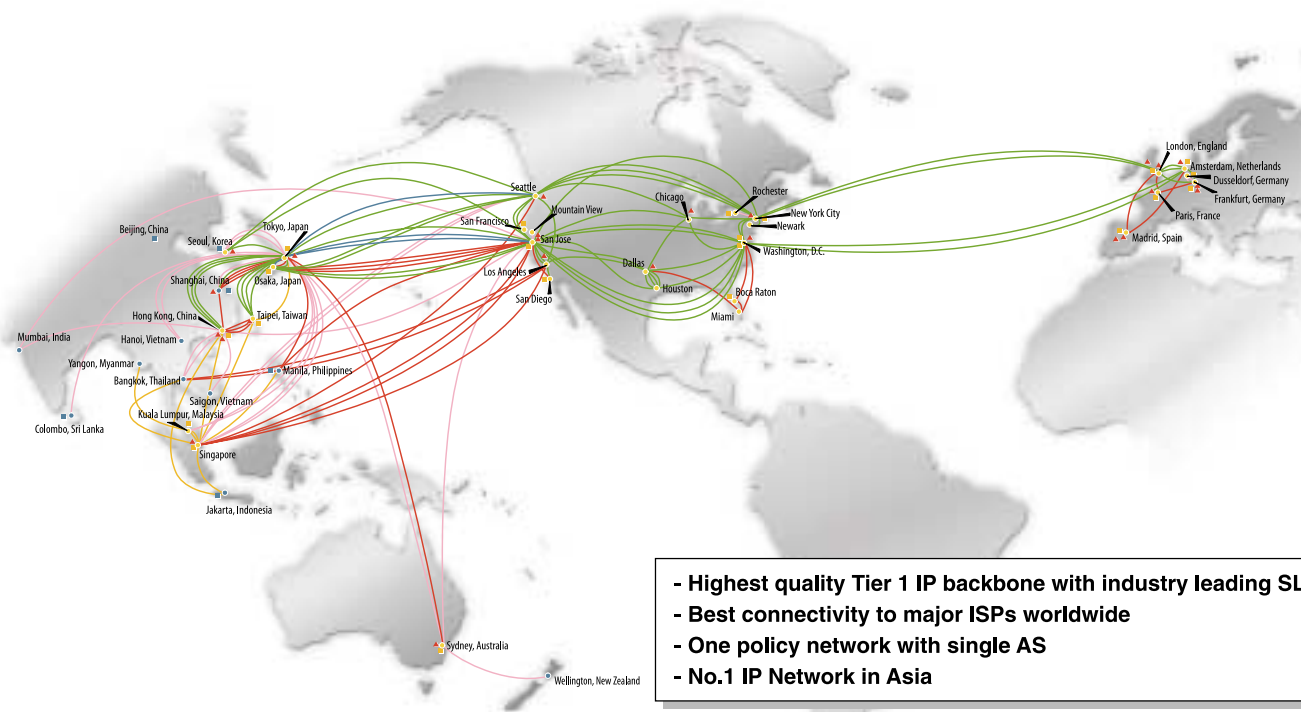 London, England
Amsterdam, Netherlands
Dusseldorf, Germany
Frankfurt, Germany
Paris, France
Madrid, Spain
Seattle
Chicago
Rochester
Mountain View
San Francisco
New York City
Newark
San Jose
Washington, D.C.
Los Angeles
Dallas
Houston
San Diego
Boca Raton
Miami
Beijing, China
Seoul, Korea
Tokyo, Japan
Shanghai, China
Osaka, Japan
Hong Kong, China
Taipei, Taiwan
Mumbai, India
Hanoi, Vietnam
Yangon, Myanmar
Bangkok, Thailand
Manila, Philippines
Saigon, Vietnam
Kuala Lumpur, Malaysia
Colombo, Sri Lanka
Singapore
Jakarta, Indonesia
Sydney, Australia
Wellington, New Zealand
- Highest quality Tier 1 IP backbone with industry leading SL
- Best connectivity to major ISPs worldwide
- One policy network with single AS
- No.1 IP Network in Asia